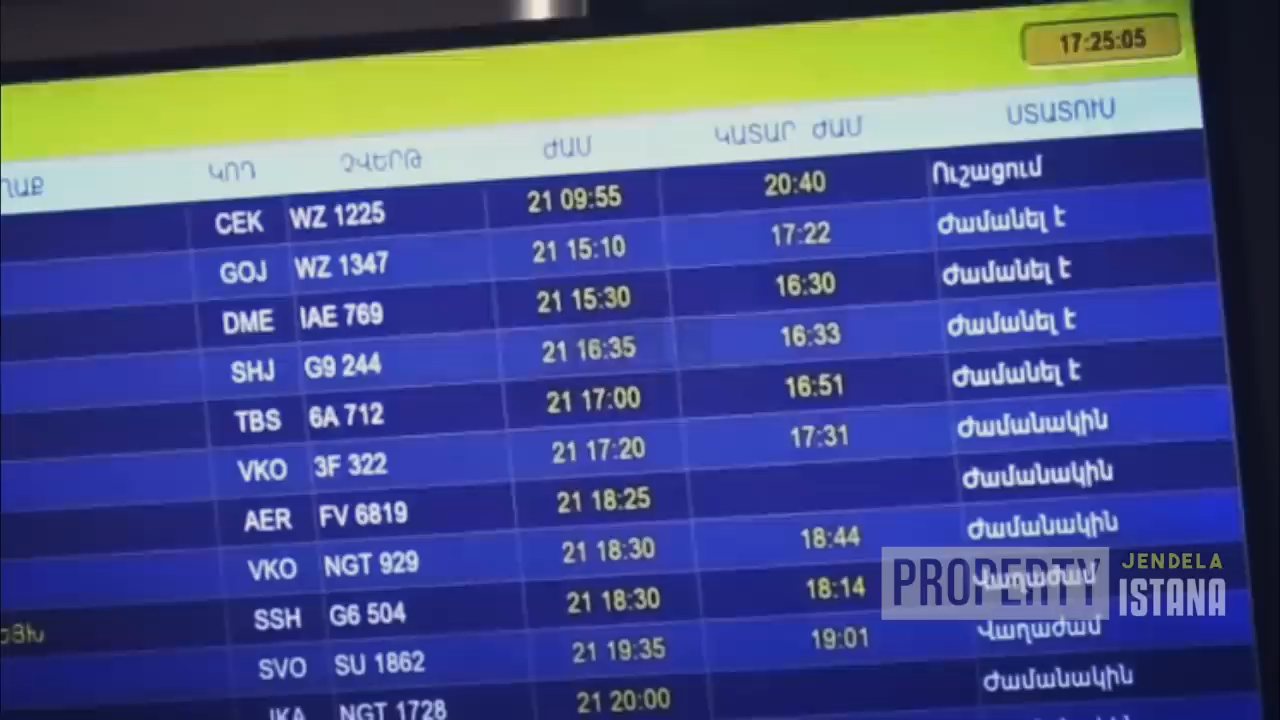 17:25:05
ԿՈԴ ՉՎԵՐԹ ԺԱՄ ԿԱՏԱՐ ԺԱՄ ՍՏԱՏՈՒՍ
CEK WZ 1225 21 09:55 20:40 Ուշացում
GOJ WZ 1347 21 15:10 17:22 Ժամանել է
DME IAE 769 21 15:30 16:30 Ժամանել է
SHJ G9 244 21 16:35 16:33 Ժամանել է
TBS 6A 712 21 17:00 16:51 Ժամանել է
VKO 3F 322 21 17:20 17:31 Ժամանակին
AER FV 6819 21 18:25 Ժամանակին
VKO NGT 929 21 18:30 18:44 Ժամանակին
SSH G6 504 21 18:30 18:14 Վաղաժամ
SVO SU 1862 21 19:35 19:01 Վաղաժամ
IKA NGT 1728 21 20:00 Ժամանակին
PROPERTY JENDELA
ISTANA